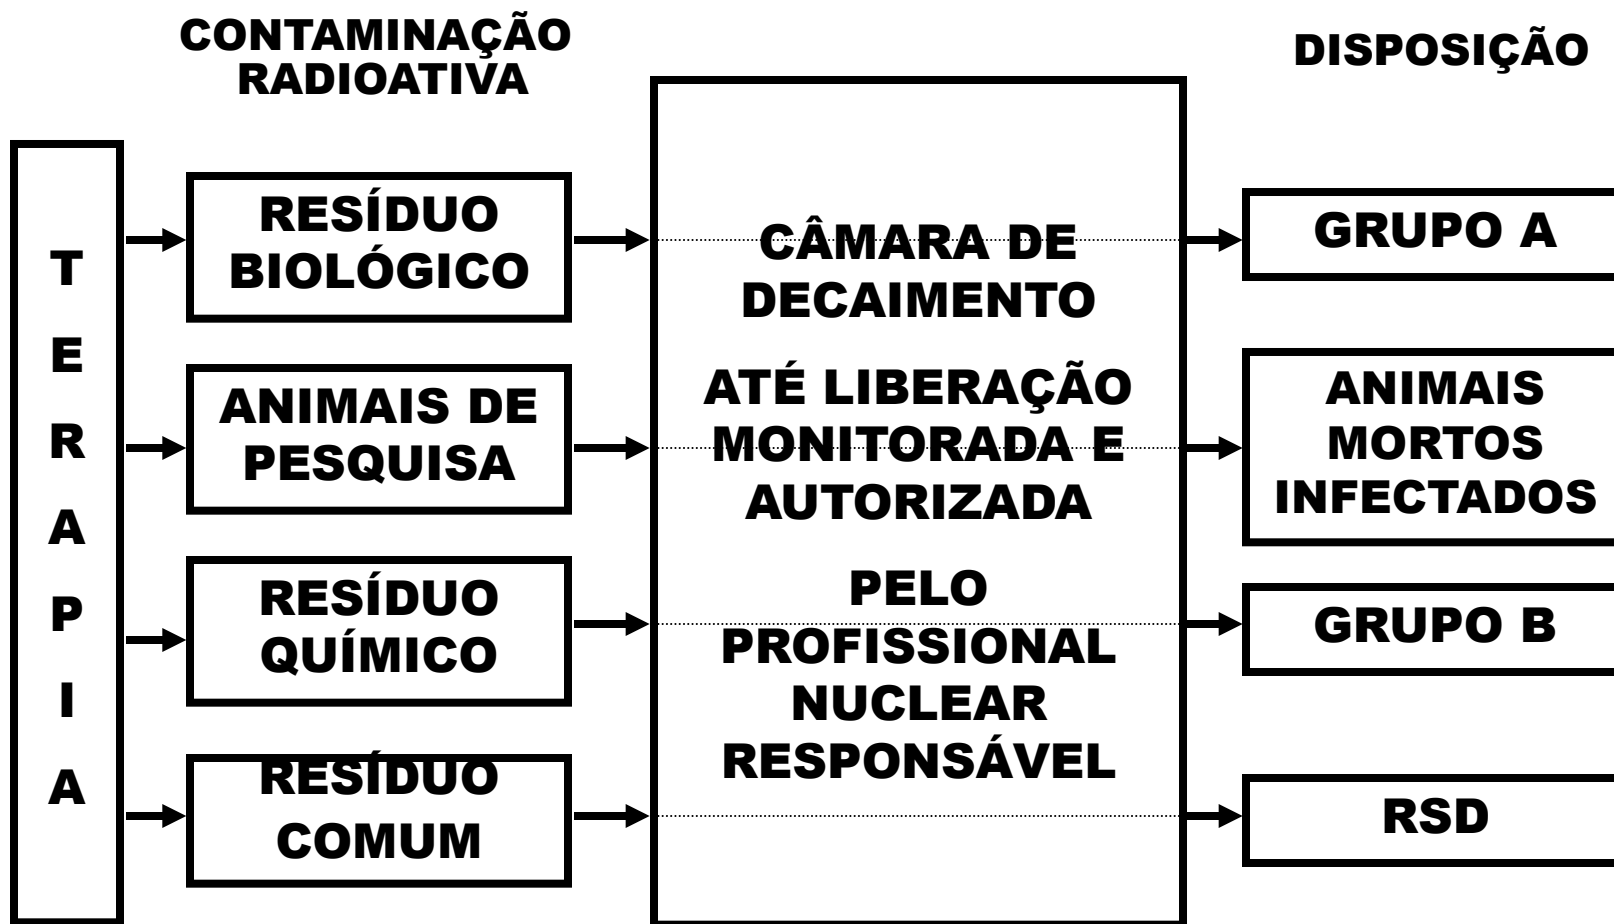 CONTAMINAÇÃO
RADIOATIVA
DISPOSIÇÃO
T
E
R
A
P
I
A
RESÍDUO
BIOLÓGICO
ANIMAIS DE
PESQUISA
RESÍDUO
QUÍMICO
RESÍDUO
COMUM
CÂMARA DE
DECAIMENTO
ATÉ LIBERAÇÃO
MONITORADA E
AUTORIZADA
PELO
PROFISSIONAL
NUCLEAR
RESPONSÁVEL
GRUPO A
ANIMAIS
MORTOS
INFECTADOS
GRUPO B
RSD